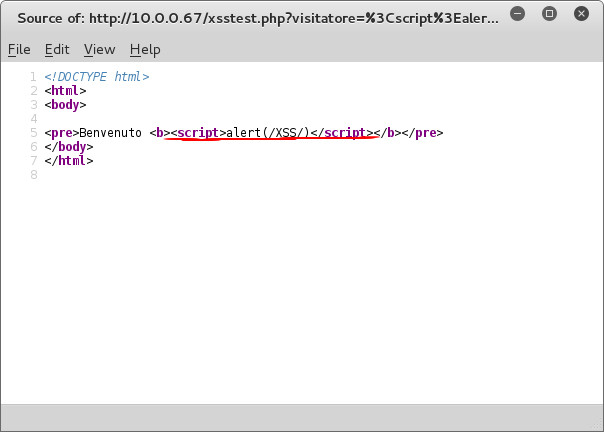 Source of: http://10.0.0.67/xsstest.php?visitatore=%3Cscript%3Ealer...
File Edit View Help
1 <!DOCTYPE html>
2 <html>
3 <body>
4
5 <pre>Benvenuto <b><script>alert(/XSS/)</script></b></pre>
6 </body>
7 </html>
8